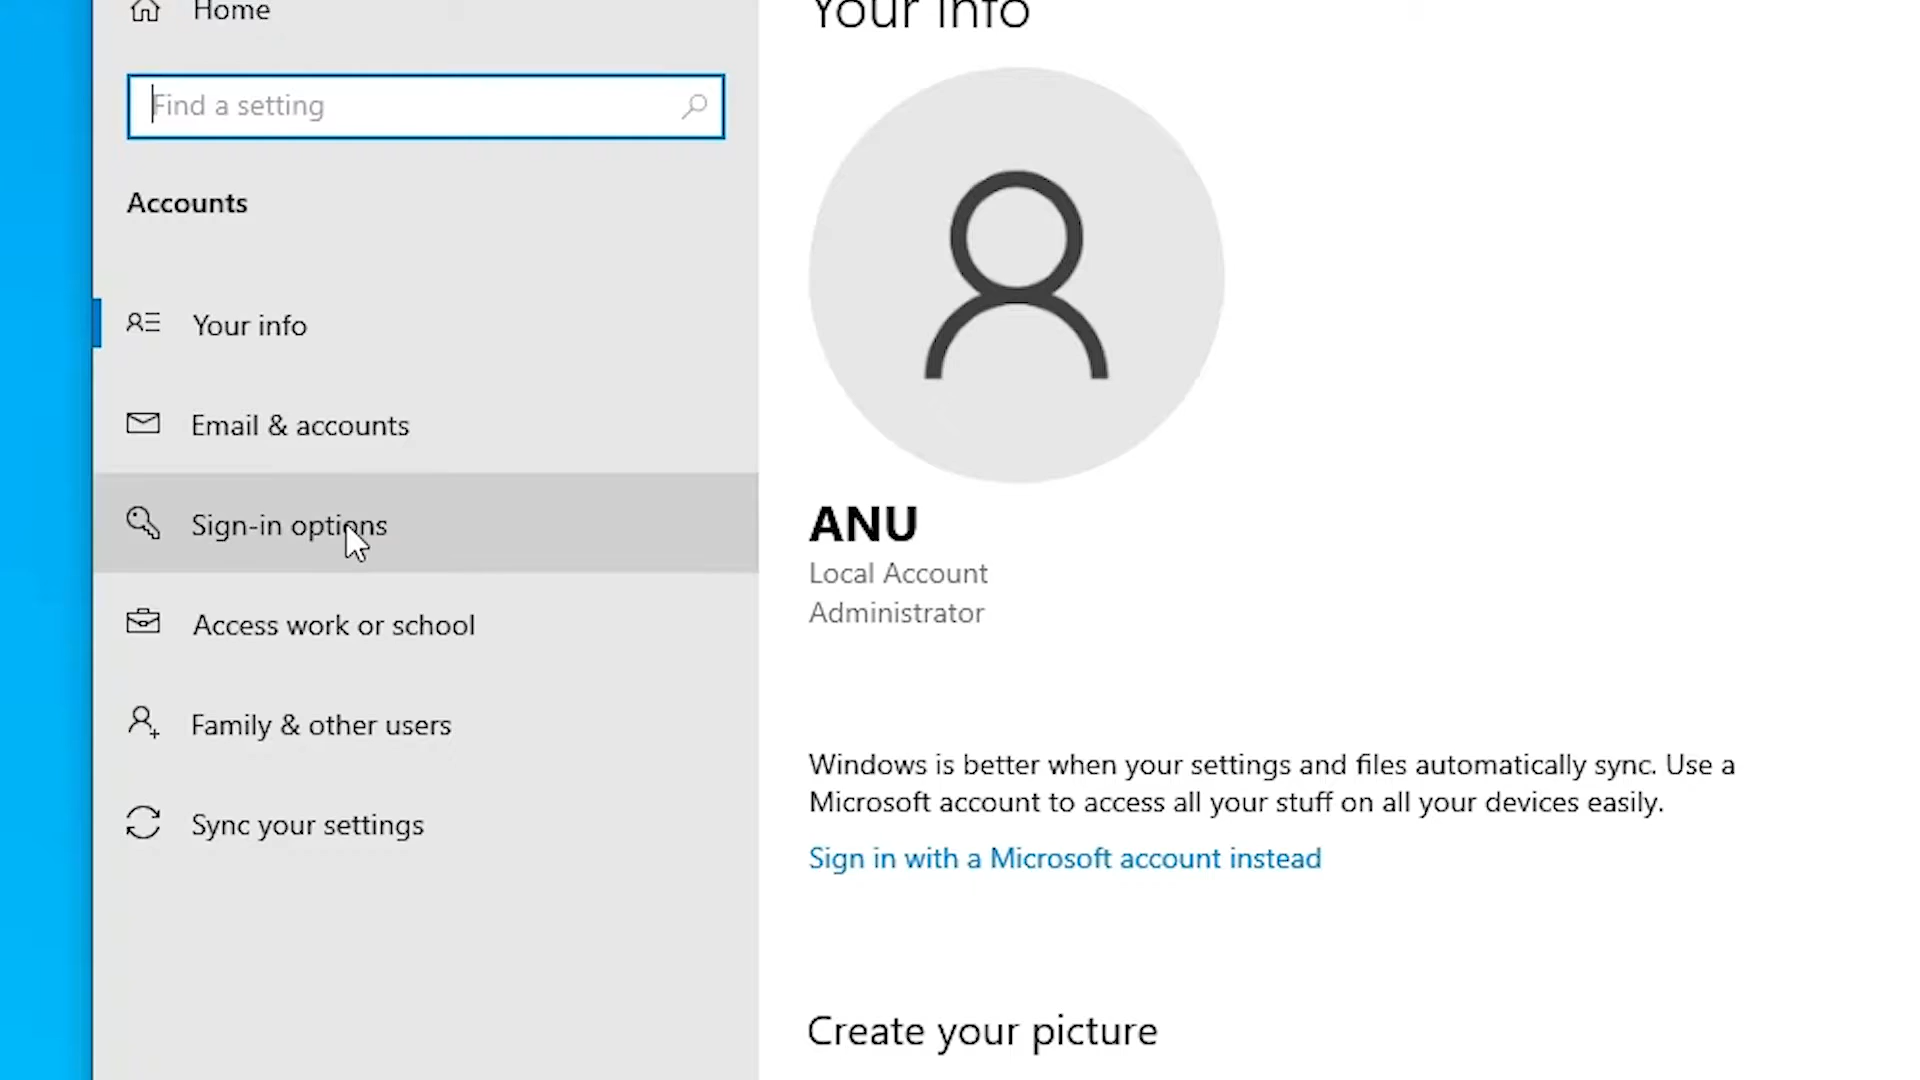 Home
Your info
Find a setting
Accounts
Your info
Email & accounts
Sign-in options
Access work or school
Family & other users
Sync your settings
ANU
Local Account
Administrator
Windows is better when your settings and files automatically sync. Use a
Microsoft account to access all your stuff on all your devices easily.
Sign in with a Microsoft account instead
Create your picture